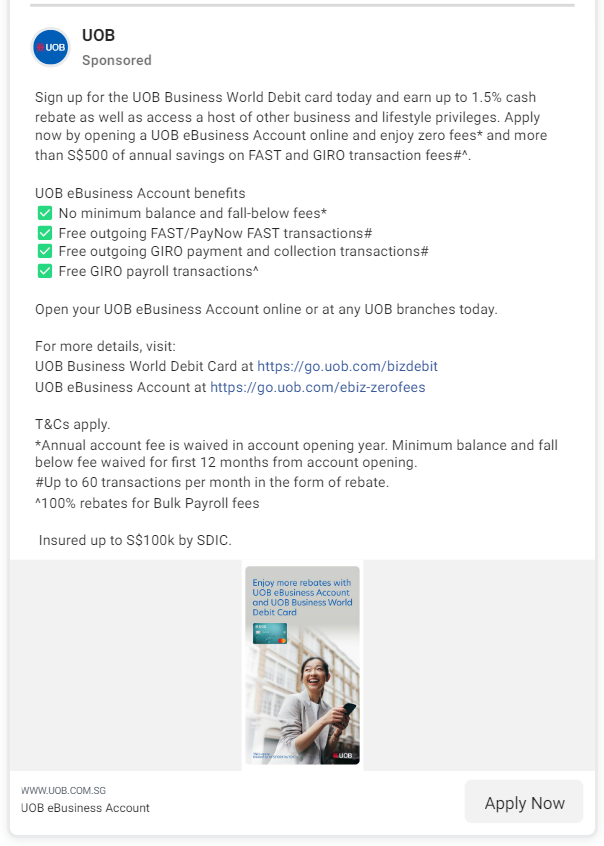 UOB
UOB
Sponsored
Sign up for the UOB Business World Debit card today and earn up to 1.5% cash
rebate as well as access a host of other business and lifestyle privileges. Apply
now by opening a UOB eBusiness Account online and enjoy zero fees* and more
than S$500 of annual savings on FAST and GIRO transaction fees#^.
UOB eBusiness Account benefits
✅ No minimum balance and fall-below fees*
✅ Free outgoing FAST/PayNow FAST transactions#
✅ Free outgoing GIRO payment and collection transactions#
✅ Free GIRO payroll transactions^
Open your UOB eBusiness Account online or at any UOB branches today.
For more details, visit:
UOB Business World Debit Card at https://go.uob.com/bizdebit
UOB eBusiness Account at https://go.uob.com/ebiz-zerofees
T&Cs apply.
*Annual account fee is waived in account opening year. Minimum balance and fall
below fee waived for first 12 months from account opening.
#Up to 60 transactions per month in the form of rebate.
^100% rebates for Bulk Payroll fees
Insured up to S$100k by SDIC.
Enjoy more rebates with
UOB eBusiness Account
and UOB Business World
Debit Card
UOB
WWW.UOB.COM.SG
UOB eBusiness Account
Apply Now